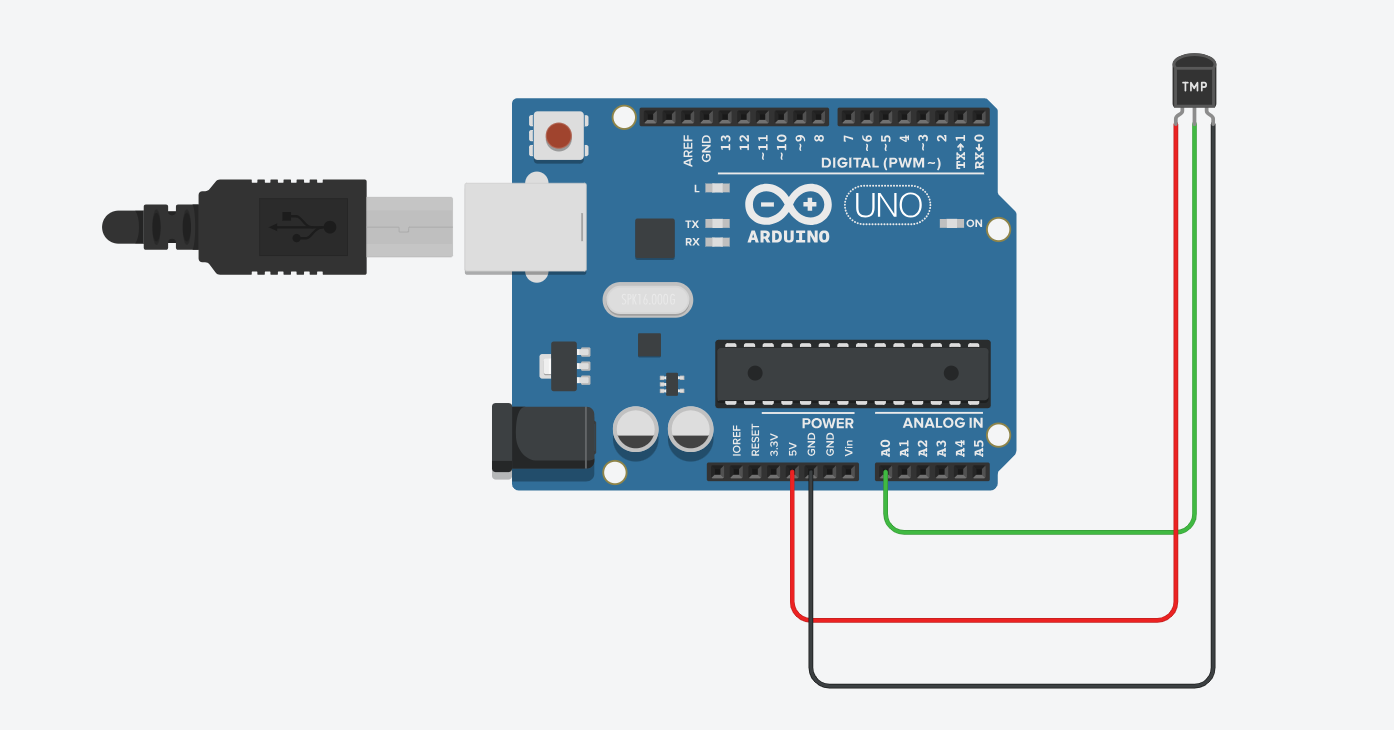 TMP
AREF
GND
13
12
~11
~10
~9
8
7
~6
~5
4
~3
2
TX→1
RX←0
DIGITAL (PWM~)
L
TX
RX
ARDUINO
UNO
ON
POWER
ANALOG IN
IOREF
RESET
3.3V
5V
GND
GND
Vin
A0
A1
A2
A3
A4
A5